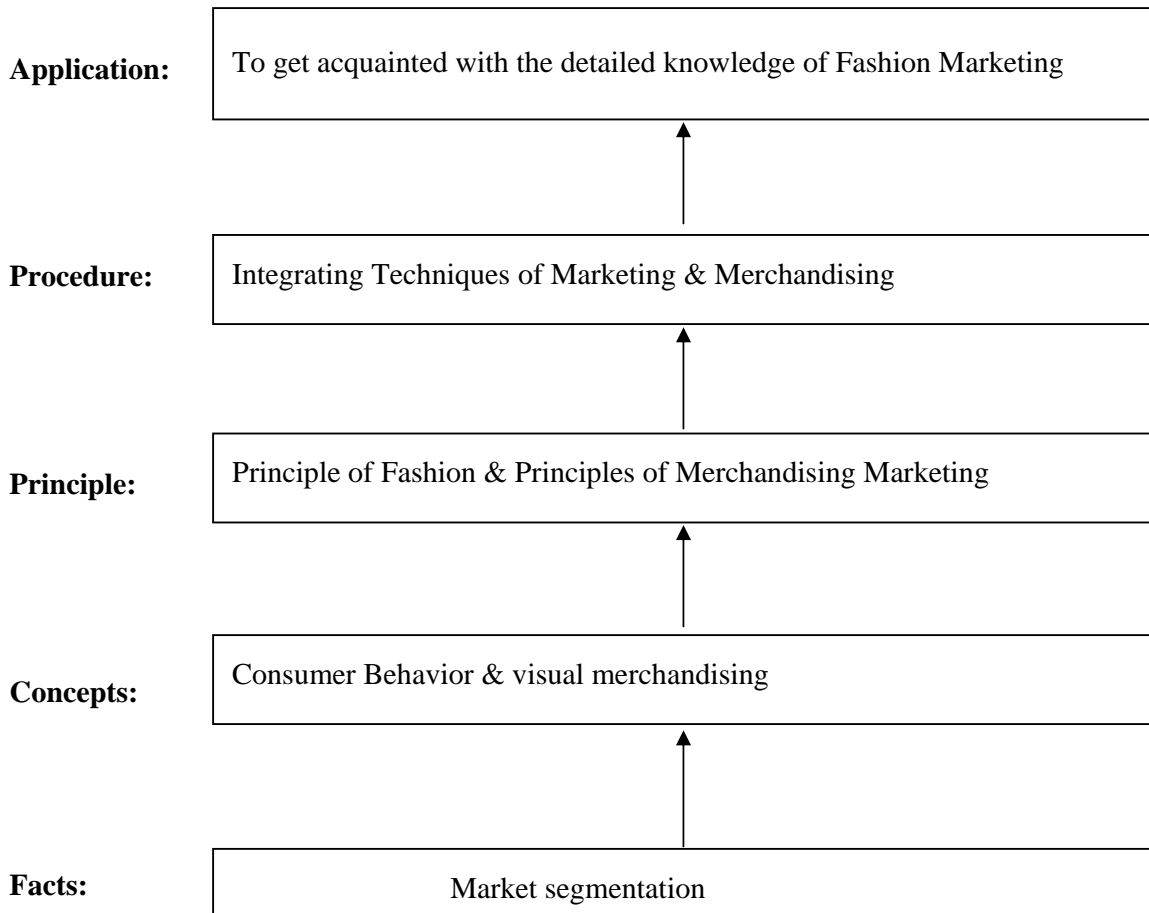 Application: To get acquainted with the detailed knowledge of Fashion Marketing
Procedure: Integrating Techniques of Marketing & Merchandising
Principle: Principle of Fashion & Principles of Merchandising Marketing
Concepts: Consumer Behavior & visual merchandising
Facts: Market segmentation